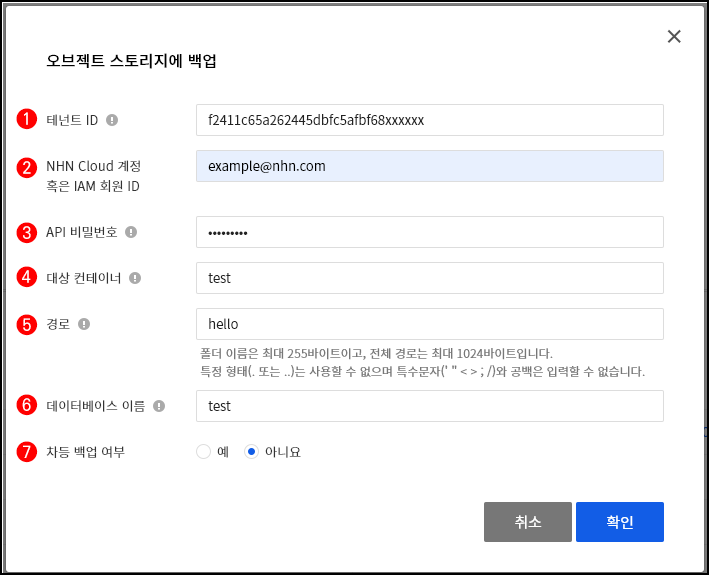 오브젝트 스토리지에 백업
1 테넌트 ID f2411c65a262445dbfc5afbf68xxxxxx
2 NHN Cloud 계정
혹은 IAM 회원 ID example@nhn.com
3 API 비밀번호 •••••••••
4 대상 컨테이너 test
5 경로 hello
폴더 이름은 최대 255바이트이고, 전체 경로는 최대 1024바이트입니다.
특정 형태(. 또는 ..)는 사용할 수 없으며 특수문자(' " < > ; /)와 공백은 입력할 수 없습니다.
6 데이터베이스 이름 test
7 차등 백업 여부 예 아니요
취소 확인